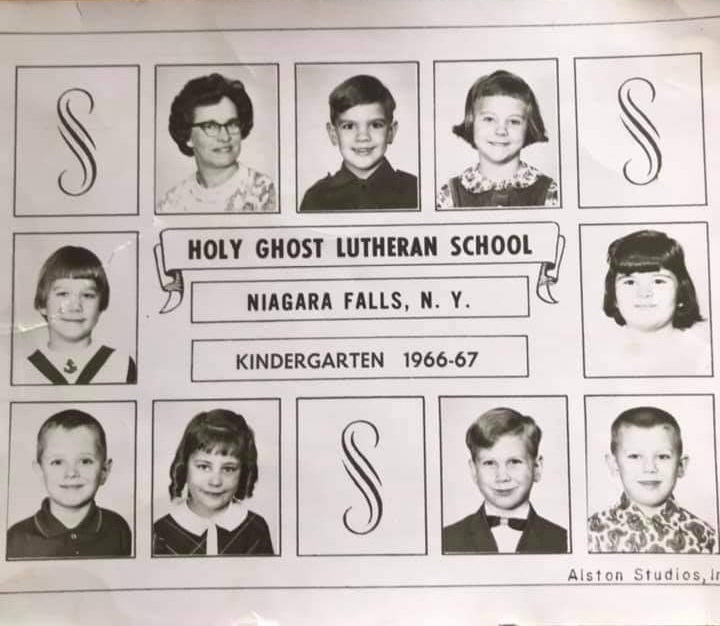 HOLY GHOST LUTHERAN SCHOOL
NIAGARA FALLS, N. Y.
KINDERGARTEN 1966-67
Alston Studios,